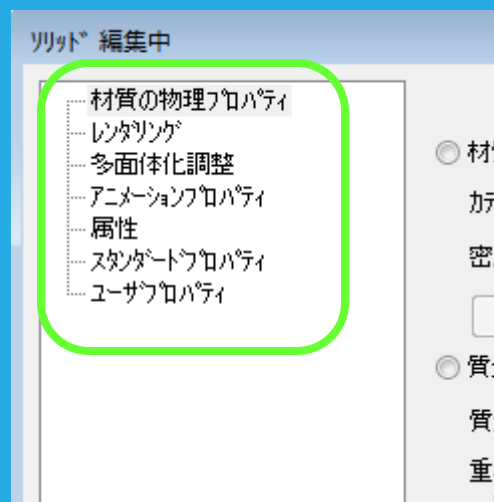 ｿﾘｯﾄﾞ 編集中
材質の物理ﾌﾟﾛﾊﾟﾃｨ
ﾚﾝﾀﾞﾘﾝｸﾞ
多面体化調整
ｱﾆﾒｰｼｮﾝﾌﾟﾛﾊﾟﾃｨ
属性
ｽﾀﾝﾀﾞｰﾄﾞﾌﾟﾛﾊﾟﾃｨ
ﾕｰｻﾞﾌﾟﾛﾊﾟﾃｨ
材
ｶﾃ
密
質
質
重